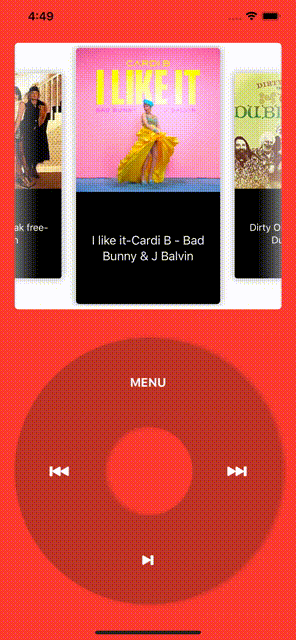 4:49
CARDI B
I LIKE IT
BAD BUNNY
I like it-Cardi B - Bad
Bunny & J Balvin
ak free-
n
DIRTY
DUB
Dirty O
Du
MENU